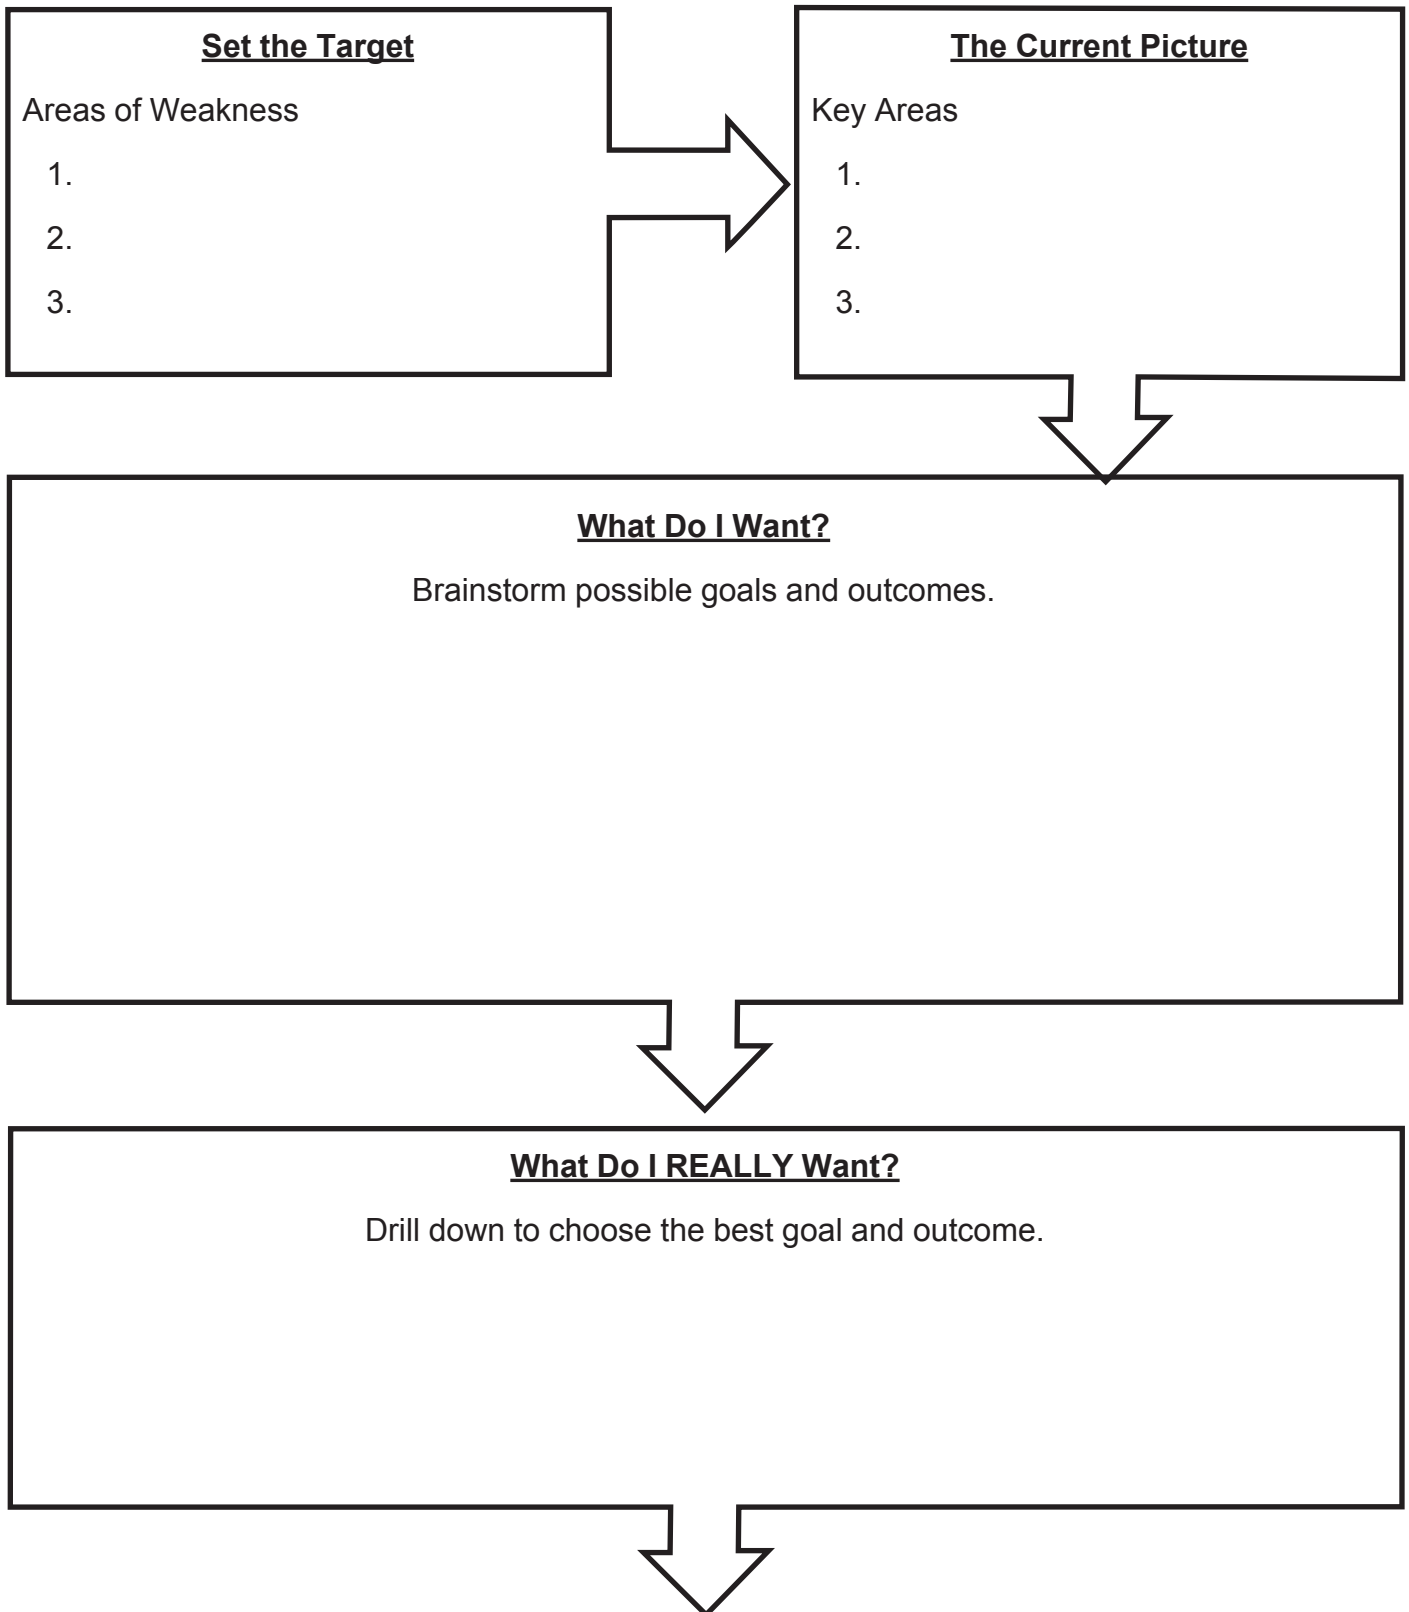 Set the Target
Areas of Weakness
1.
2.
3.
The Current Picture
Key Areas
1.
2.
3.
What Do I Want?
Brainstorm possible goals and outcomes.
What Do I REALLY Want?
Drill down to choose the best goal and outcome.